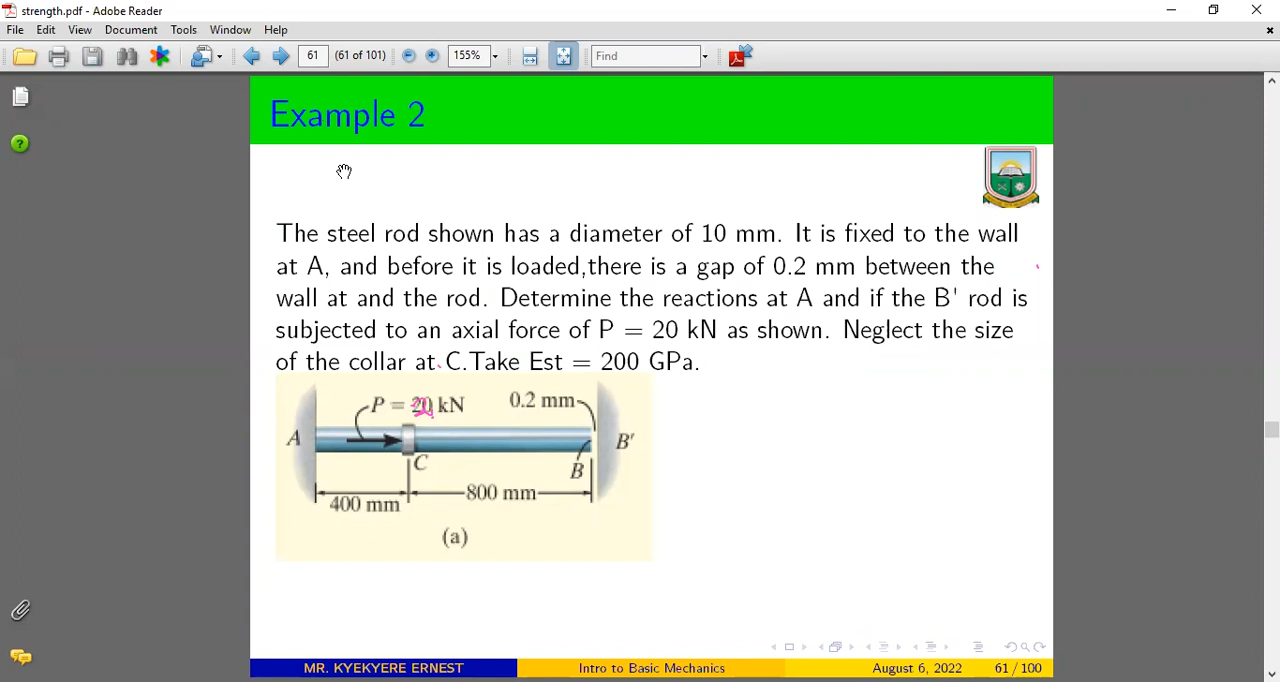 strength.pdf - Adobe Reader
File Edit View Document Tools Window Help
61 (61 of 101) 155% Find
Example 2
The steel rod shown has a diameter of 10 mm. It is fixed to the wall
at A, and before it is loaded,there is a gap of 0.2 mm between the
wall at and the rod. Determine the reactions at A and if the B' rod is
subjected to an axial force of P = 20 kN as shown. Neglect the size
of the collar at C.Take Est = 200 GPa.
P = 20 kN 0.2 mm
A B'
C B
400 mm 800 mm
(a)
MR. KYEKYERE ERNEST Intro to Basic Mechanics August 6, 2022 61 / 100